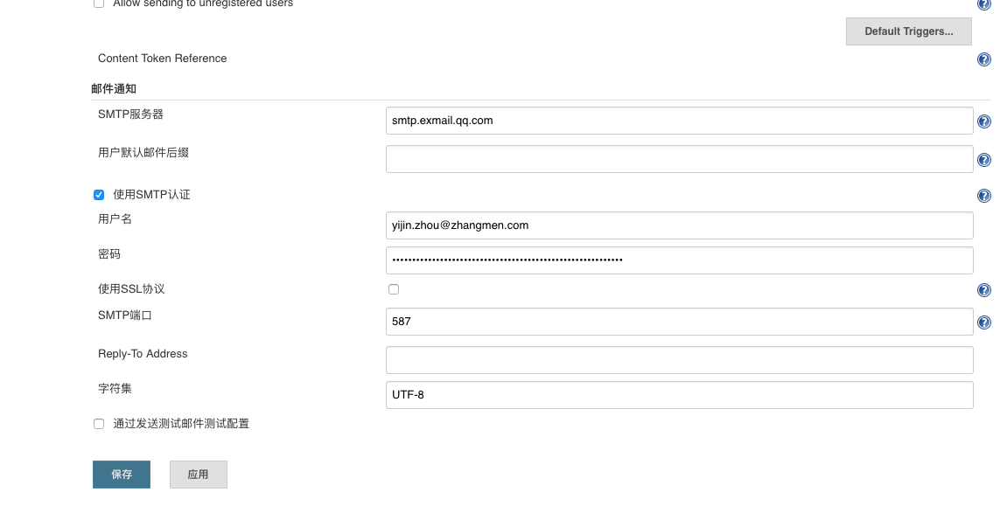 Allow sending to unregistered users
Default Triggers...
Content Token Reference
邮件通知
SMTP服务器
smtp.exmail.qq.com
用户默认邮件后缀
使用SMTP认证
用户名
yijin.zhou@zhangmen.com
密码
使用SSL协议
SMTP端口
587
Reply-To Address
字符集
UTF-8
通过发送测试邮件测试配置
保存
应用